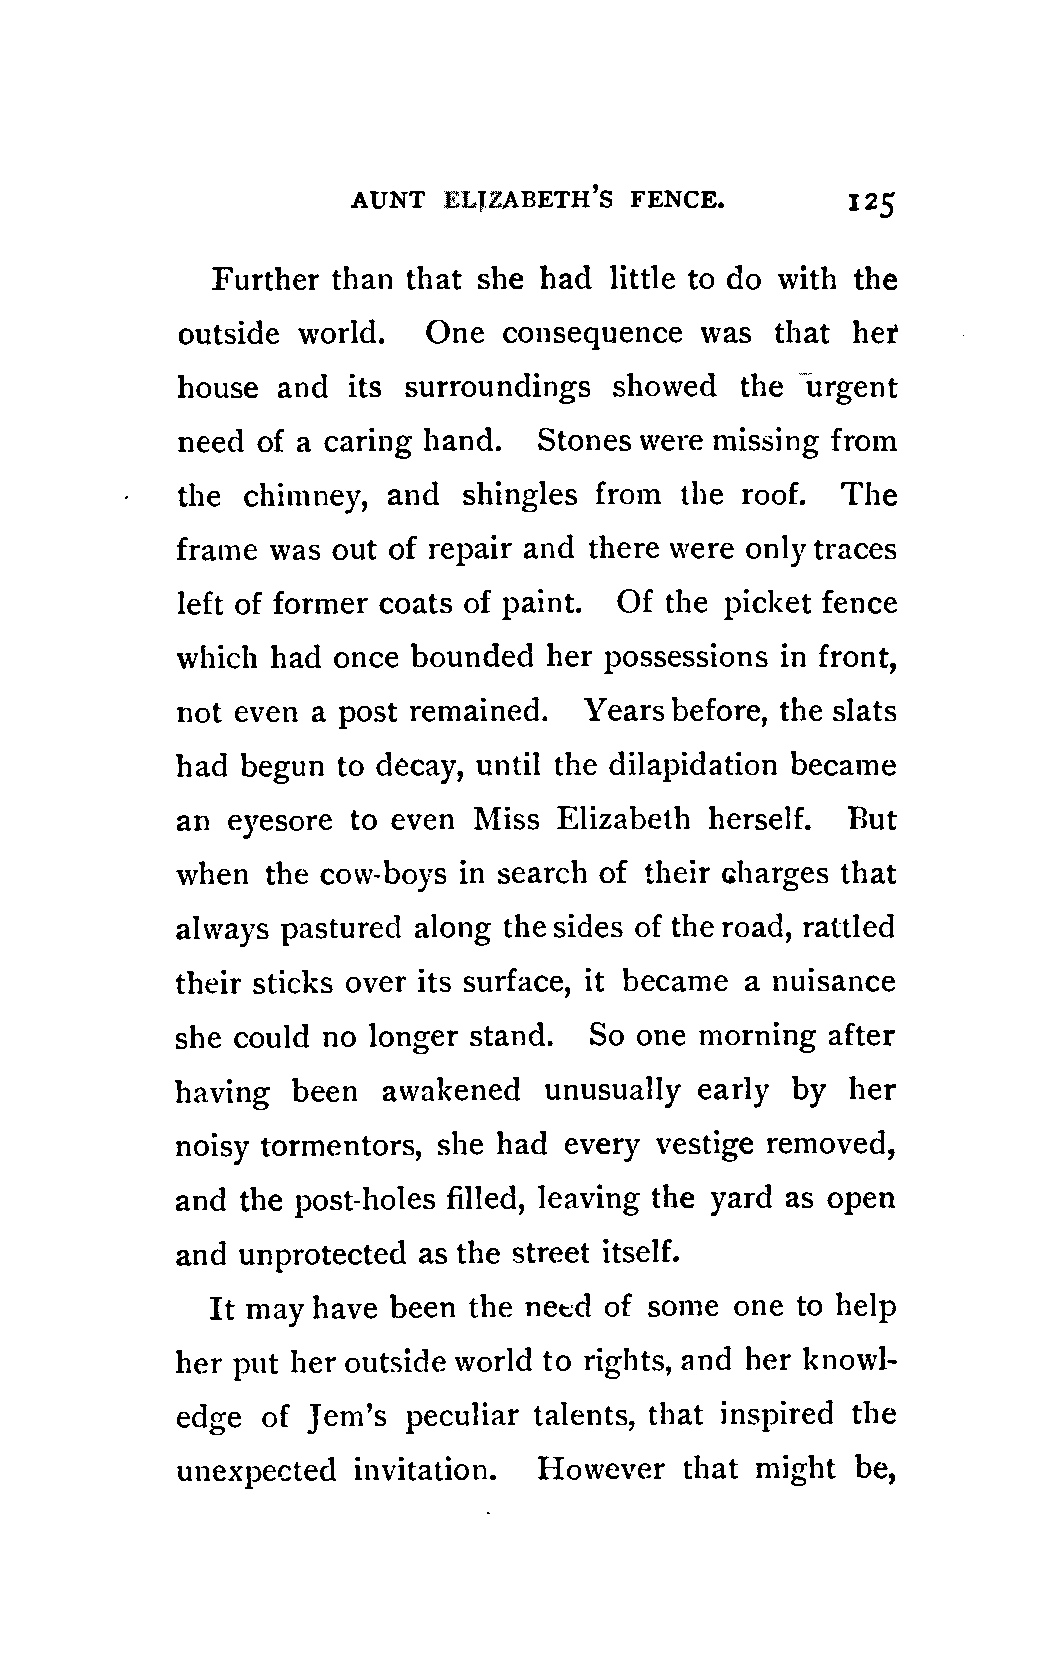 AUNT ELIZABETH'S FENCE. 125
Further than that she had little to do with the
outside world. One consequence was that her
house and its surroundings showed the urgent
need of a caring hand. Stones were missing from
the chimney, and shingles from the roof. The
frame was out of repair and there were only traces
left of former coats of paint. Of the picket fence
which had once bounded her possessions in front,
not even a post remained. Years before, the slats
had begun to decay, until the dilapidation became
an eyesore to even Miss Elizabeth herself. But
when the cow-boys in search of their charges that
always pastured along the sides of the road, rattled
their sticks over its surface, it became a nuisance
she could no longer stand. So one morning after
having been awakened unusually early by her
noisy tormentors, she had every vestige removed,
and the post-holes filled, leaving the yard as open
and unprotected as the street itself.
It may have been the need of some one to help
her put her outside world to rights, and her knowl-
edge of Jem's peculiar talents, that inspired the
unexpected invitation. However that might be,